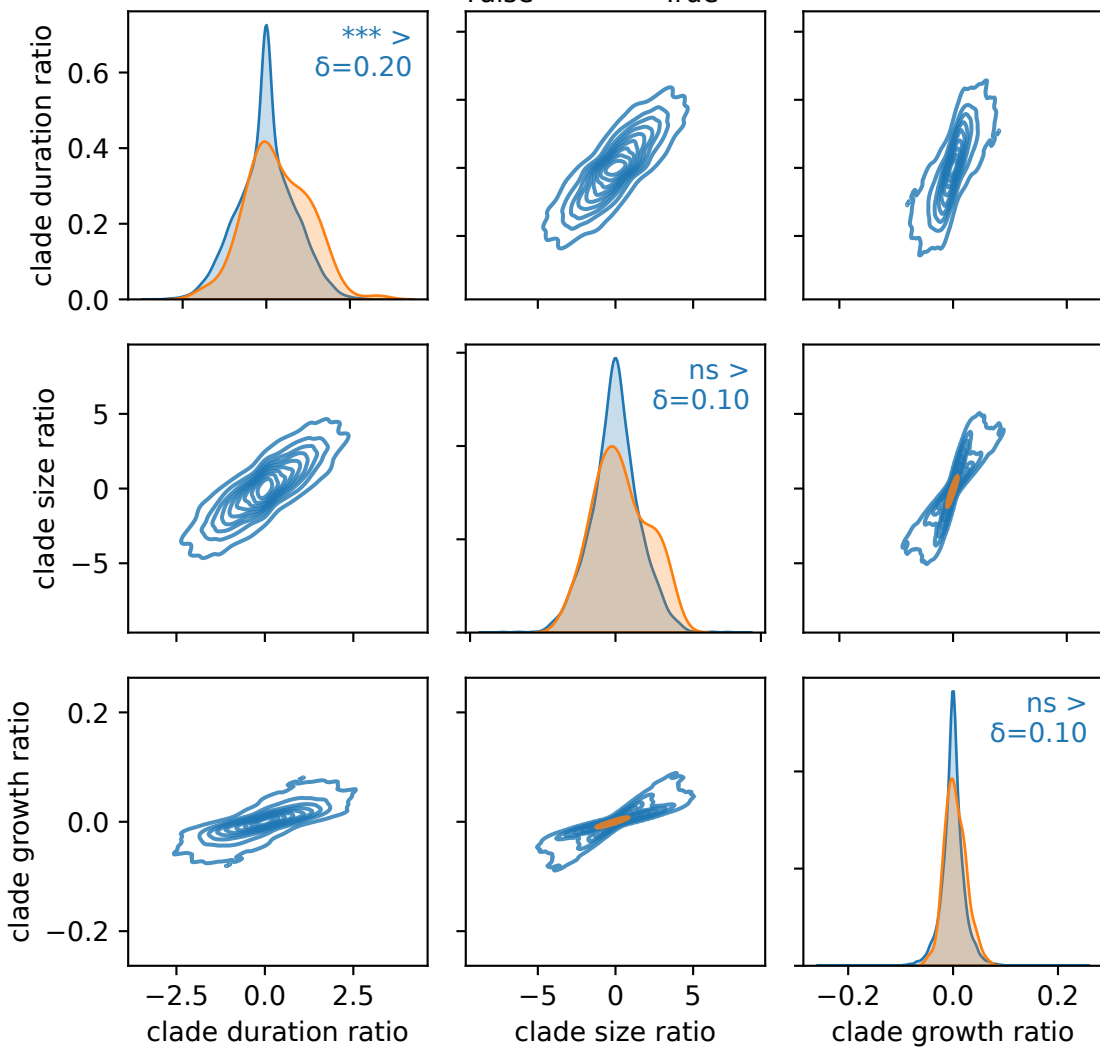 True
clade duration ratio
0.6
0.4
0.2
0.0
*** >
δ=0.20
clade size ratio
5
0
−5
ns >
δ=0.10
clade growth ratio
0.2
0.0
−0.2
ns >
δ=0.10
−2.5 0.0 2.5
−5 0 5
−0.2 0.0 0.2
clade duration ratio
clade size ratio
clade growth ratio